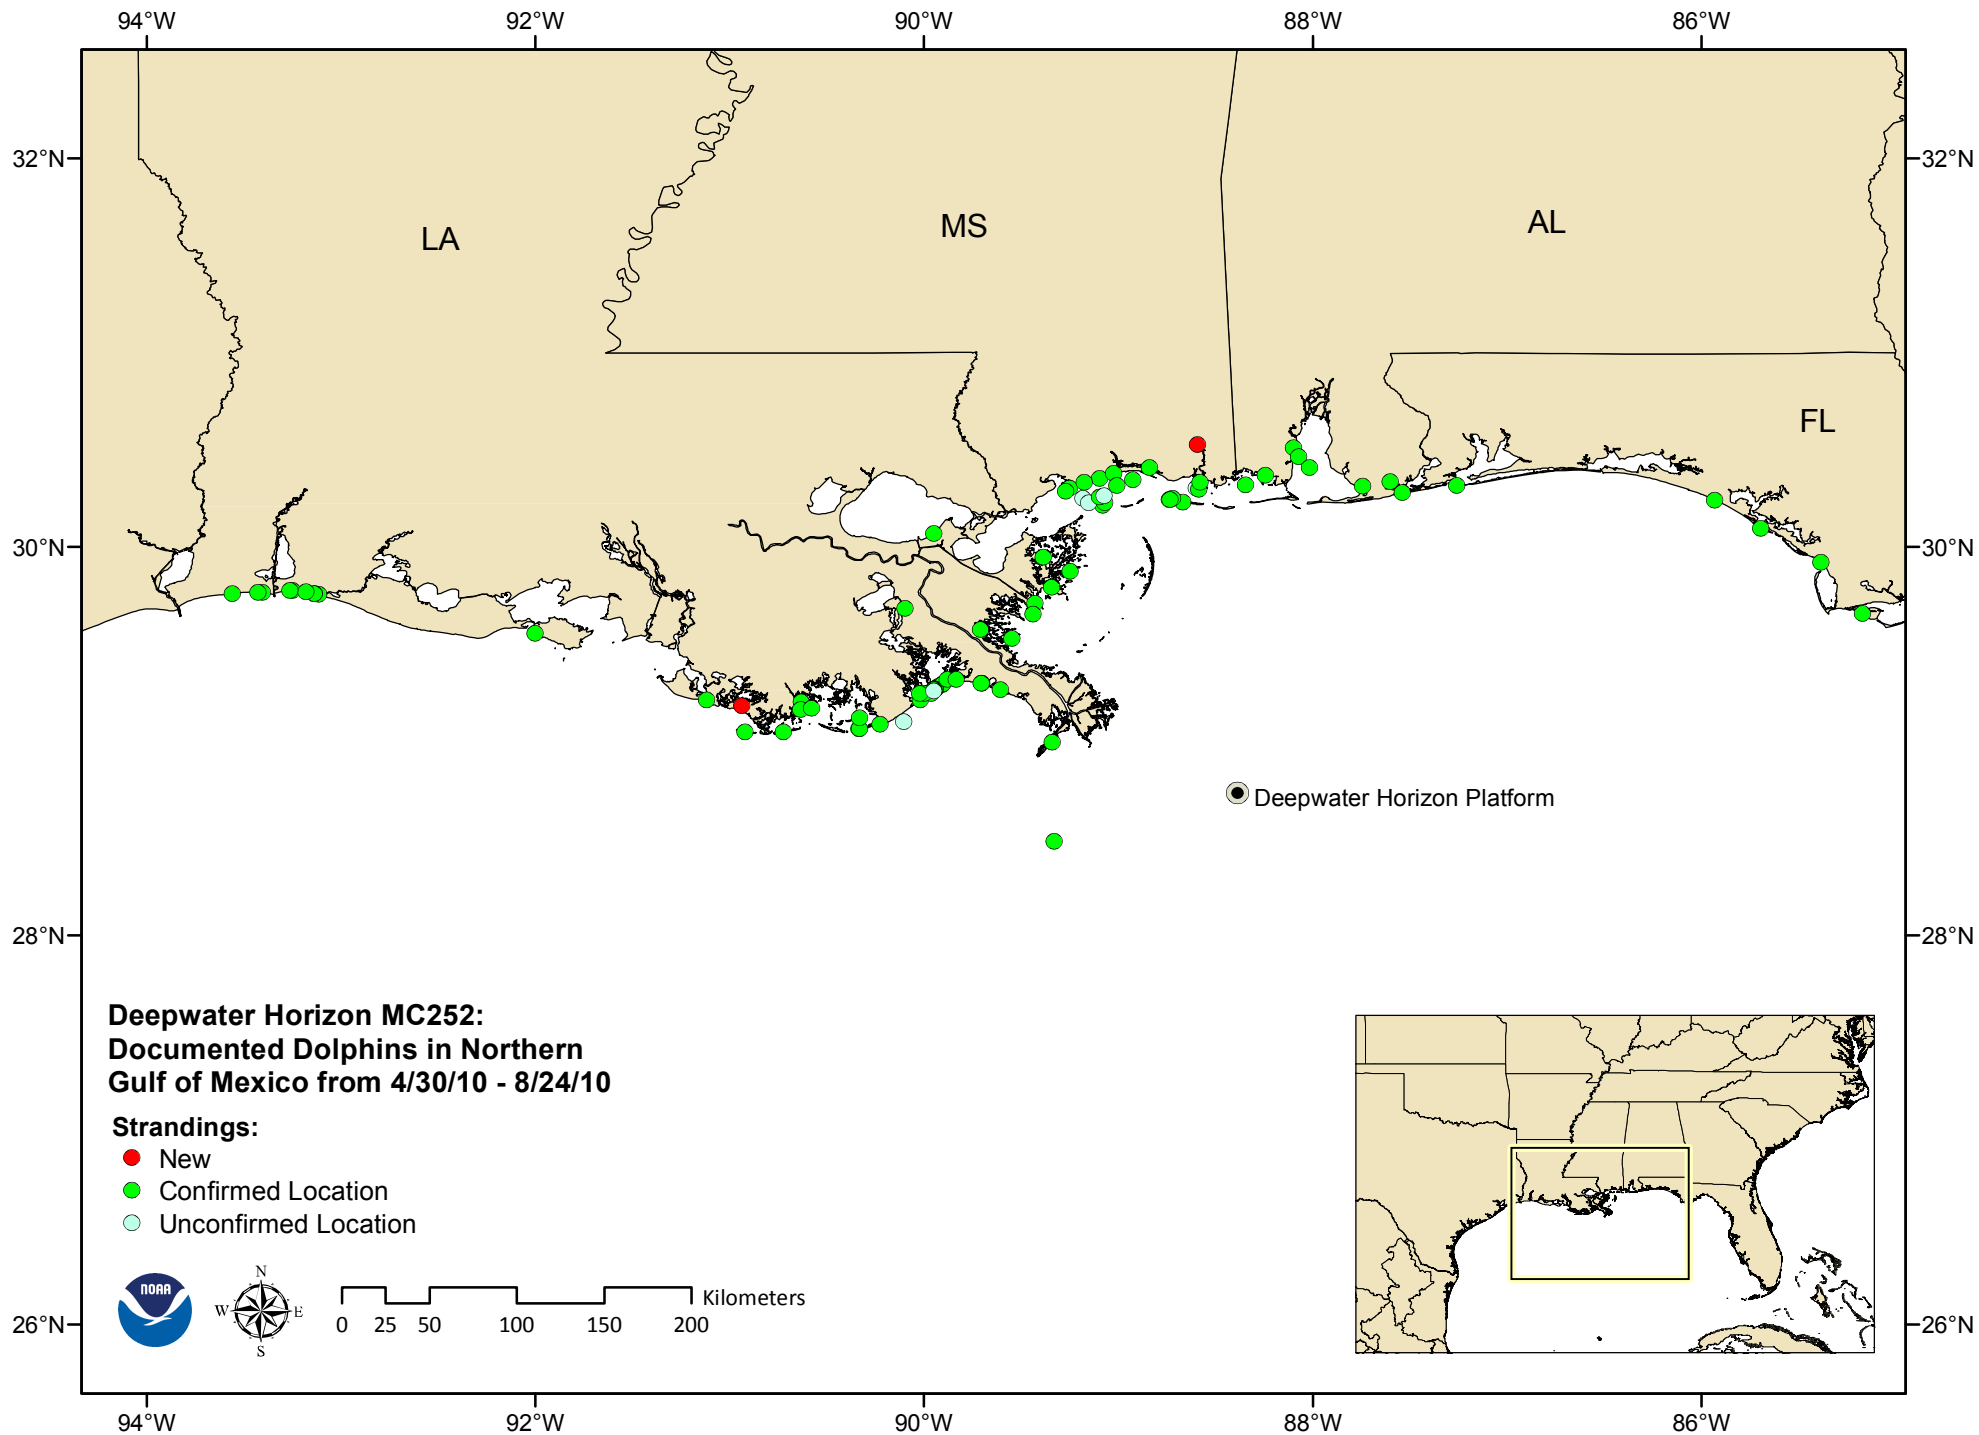 94°W 92°W 90°W 88°W 86°W
32°N 32°N
LA MS AL
FL
30°N 30°N
Deepwater Horizon Platform
28°N 28°N
Deepwater Horizon MC252:
Documented Dolphins in Northern
Gulf of Mexico from 4/30/10 - 8/24/10
Strandings:
New
Confirmed Location
Unconfirmed Location
NOAA
N
W E
S
Kilometers
0 25 50 100 150 200
26°N 26°N
94°W 92°W 90°W 88°W 86°W